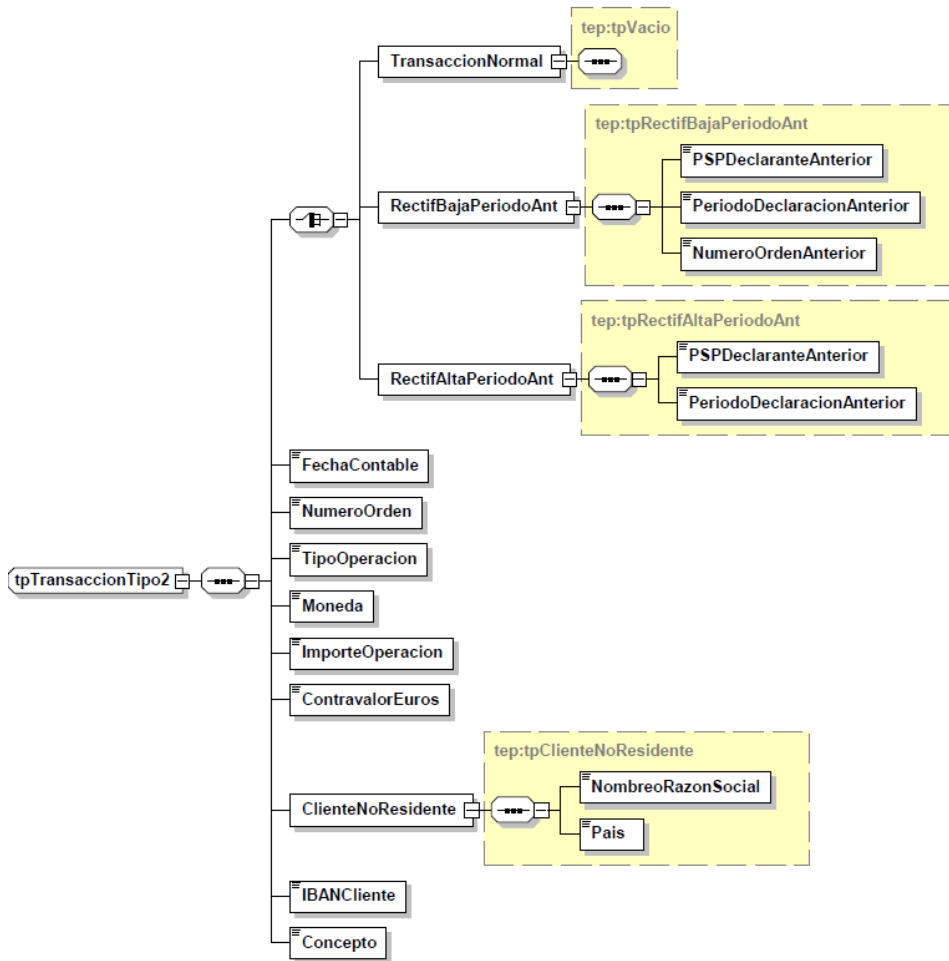 tep:tpVacio
TransaccionNormal
tep:tpRectifBajaPeriodoAnt
PSPDeclaranteAnterior
RectifBajaPeriodoAnt
PeriodoDeclaracionAnterior
NumeroOrdenAnterior
tep:tpRectifAltaPeriodoAnt
PSPDeclaranteAnterior
RectifAltaPeriodoAnt
PeriodoDeclaracionAnterior
FechaContable
NumeroOrden
TipoOperacion
tpTransaccionTipo2
Moneda
ImporteOperacion
ContravalorEuros
tep:tpClienteNoResidente
NombreoRazonSocial
ClienteNoResidente
Pais
IBANCliente
Concepto